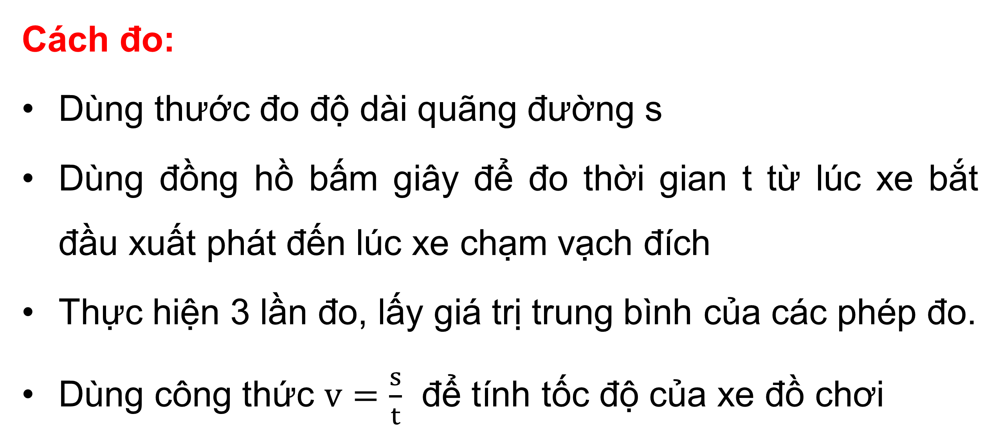 Cách đo:
• Dùng thước đo độ dài quãng đường s
• Dùng đồng hồ bấm giây để đo thời gian t từ lúc xe bắt
đầu xuất phát đến lúc xe chạm vạch đích
• Thực hiện 3 lần đo, lấy giá trị trung bình của các phép đo.
• Dùng công thức v = s/t để tính tốc độ của xe đồ chơi